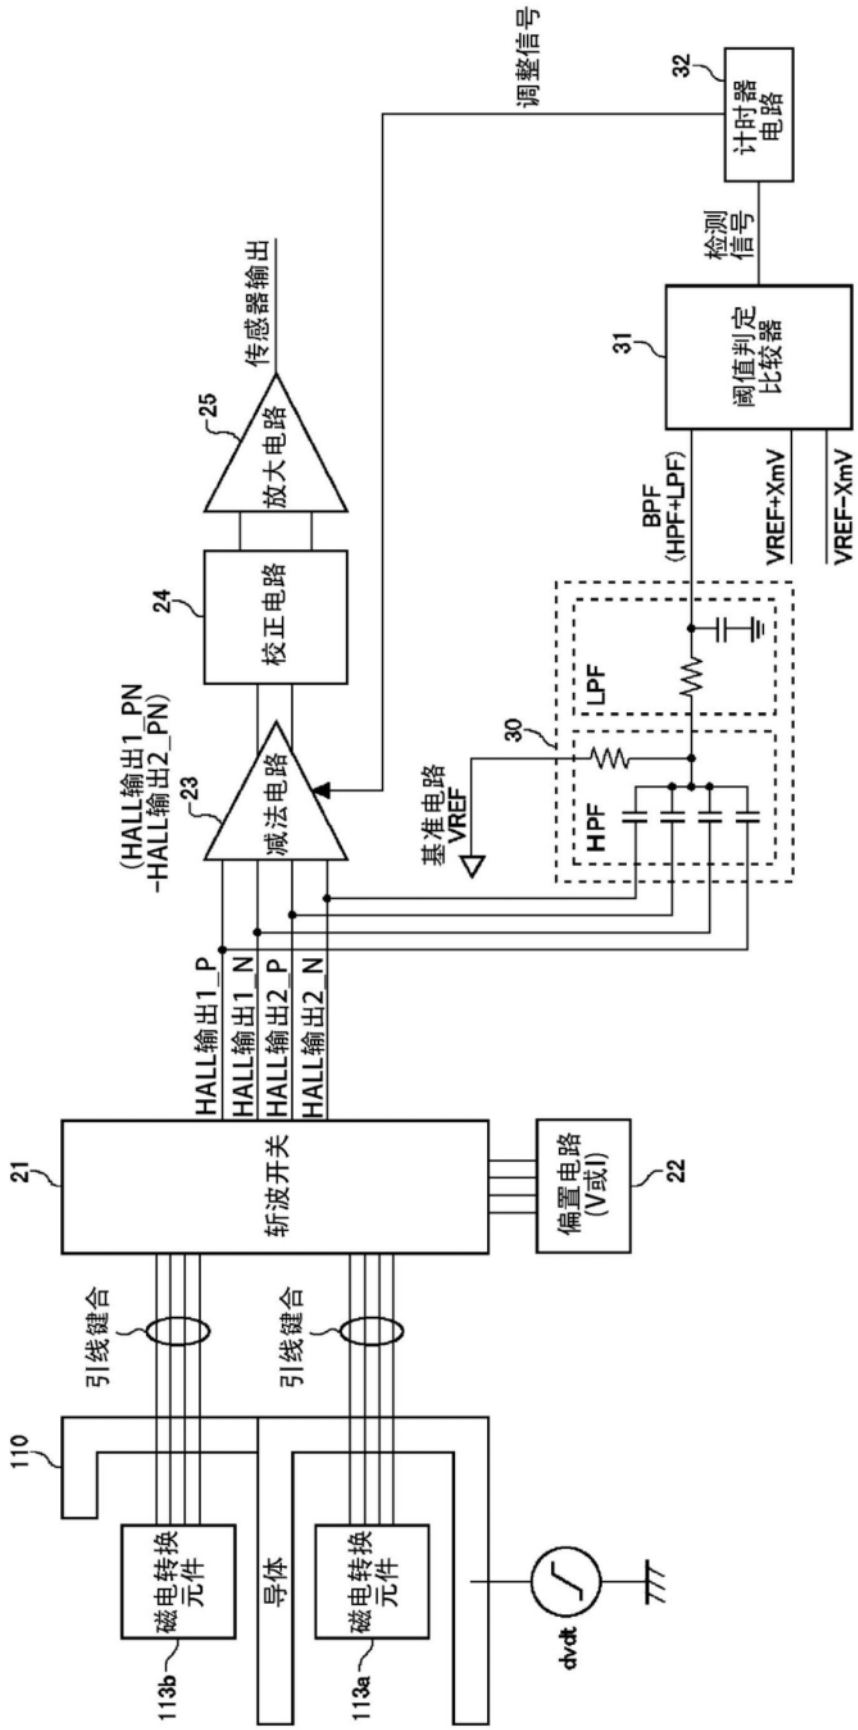 110
113b
磁电转换
元件
导体
113a
磁电转换
元件
dvdt
引线键合
引线键合
21
斩波开关
偏置电路
(V或I)
22
HALL输出1_P
HALL输出1_N
HALL输出2_P
HALL输出2_N
(HALL输出1_PN
-HALL输出2_PN)
23
减法电路
24
校正电路
25
放大电路
传感器输出
基准电路
VREF
30
HPF
LPF
BPF
(HPF+LPF)
VREF+XmV
VREF-XmV
31
阈值判定
比较器
检测
信号
32
计时器
电路
调整信号